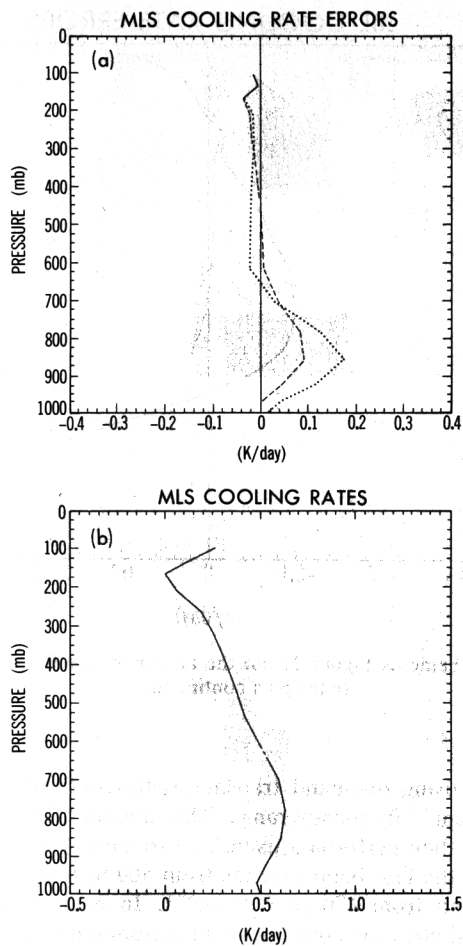 MLS COOLING RATE ERRORS
(a)
0
100
200
300
400
500
600
700
800
900
1000
PRESSURE (mb)
-0.4 -0.3 -0.2 -0.1 0 0.1 0.2 0.3 0.4
(K/day)
MLS COOLING RATES
(b)
0
100
200
300
400
500
600
700
800
900
1000
PRESSURE (mb)
-0.5 0 0.5 1.0 1.5
(K/day)